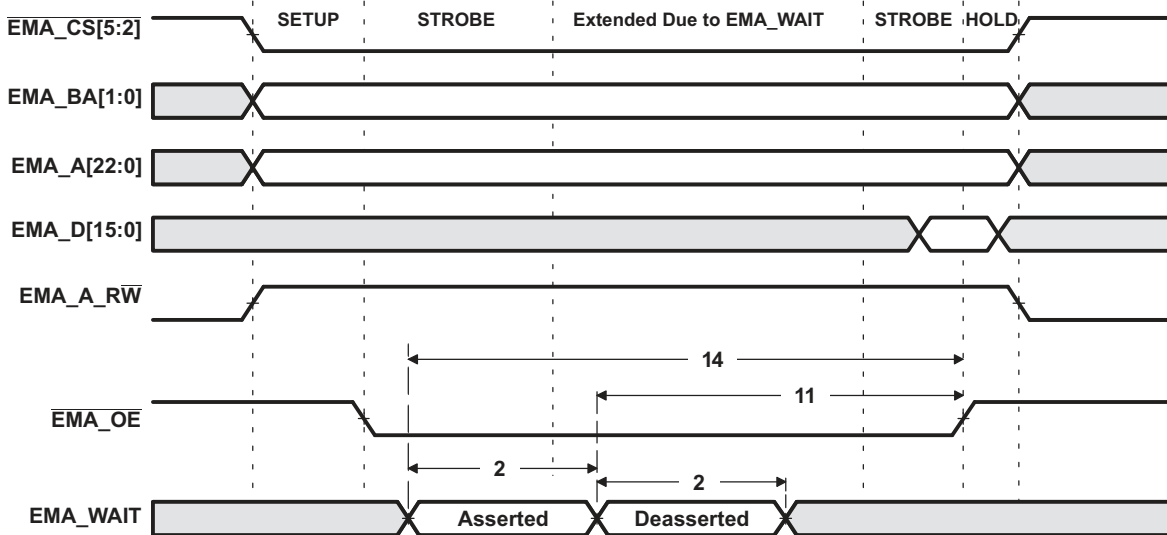 SETUP STROBE Extended Due to EMA_WAIT STROBE HOLD
EMA_CS[5:2]
EMA_BA[1:0]
EMA_A[22:0]
EMA_D[15:0]
EMA_A_RW̅
14
11
EMA_OE
2
2
EMA_WAIT Asserted Deasserted